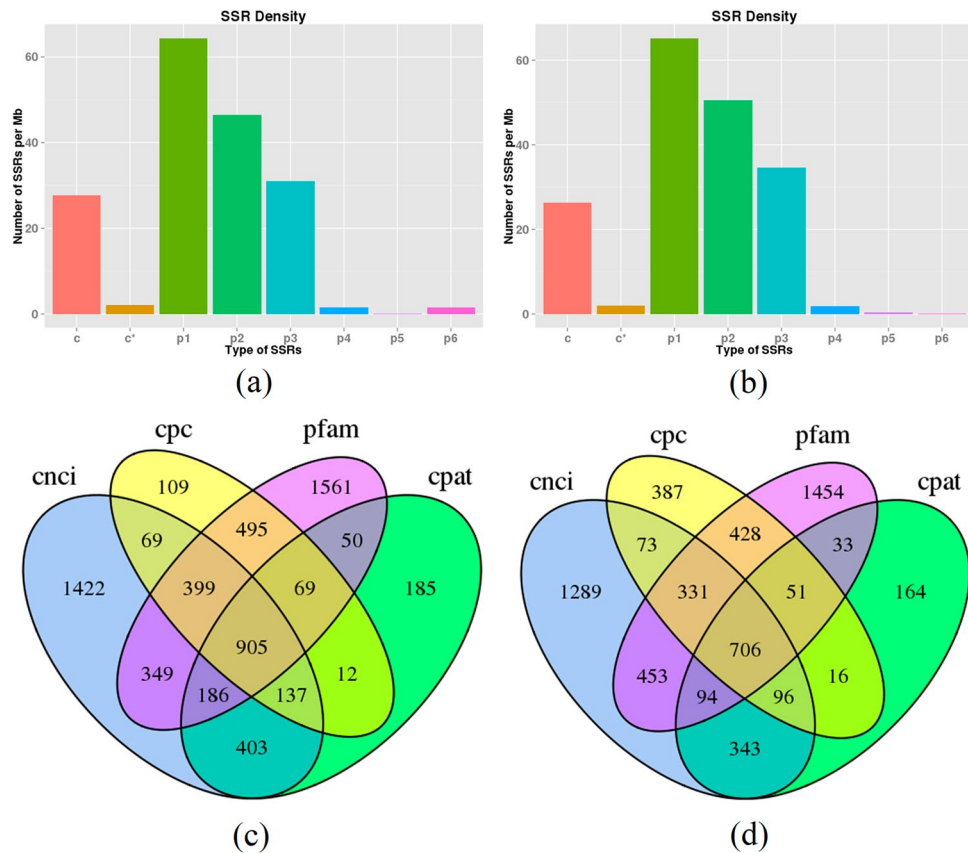 SSR Density
Number of SSRs per Mb
60
40
20
0
c c* p1 p2 p3 p4 p5 p6
Type of SSRs
(a)
SSR Density
Number of SSRs per Mb
60
40
20
0
c c* p1 p2 p3 p4 p5 p6
Type of SSRs
(b)
cpc pfam
cnci cpat
109 1561
495
69 50
1422 399 69 185
905
349 12
186 137
403
(c)
cpc pfam
cnci cpat
387 1454
428
73 33
1289 331 51 164
706
453 16
94 96
343
(d)